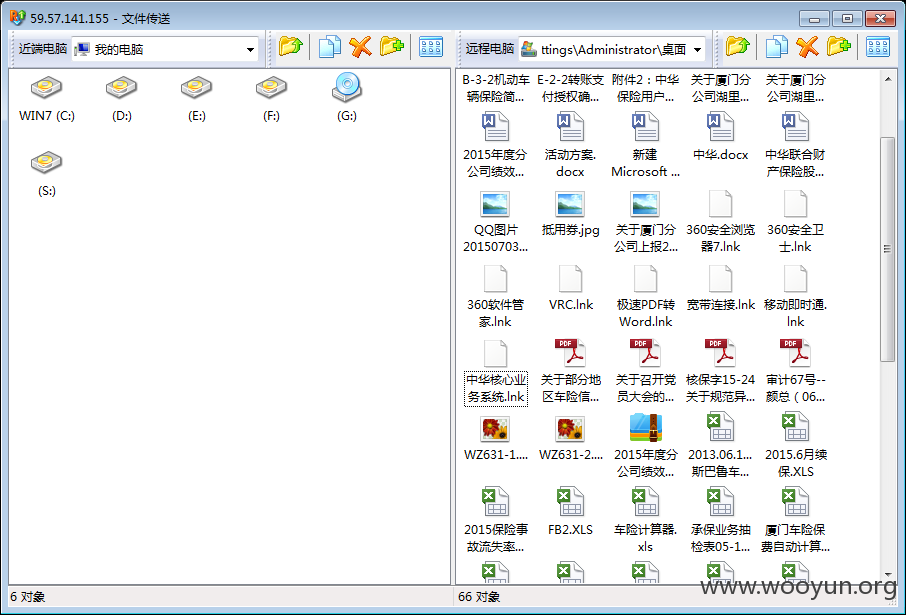 59.57.141.155 - 文件传送
近端电脑 我的电脑
远程电脑 ttings\Administrator\桌面
WIN7 (C:)
(D:)
(E:)
(F:)
(G:)
(S:)
B-3-2机动车
辆保险简...
E-2-2转账支
付授权确...
附件2：中华
保险用户...
关于厦门分
公司湖里...
关于厦门分
公司湖里...
2015年度分
公司绩效...
活动方案.
docx
新建
Microsoft ...
中华.docx
中华联合财
产保险股...
QQ图片
20150703...
抵用券.jpg
关于厦门分
公司上报2...
360安全浏览
器7.lnk
360安全卫
士.lnk
360软件管
家.lnk
VRC.lnk
极速PDF转
Word.lnk
宽带连接.lnk
移动即时通.
lnk
中华核心业
务系统.lnk
关于部分地
区车险信...
关于召开党
员大会的...
核保字15-24
关于规范异...
审计67号--
颜总（06...
WZ631-1....
WZ631-2....
2015年度分
公司绩效...
2013.06.1...
斯巴鲁车...
2015.6月续
保.XLS
2015保险事
故流失率...
FB2.XLS
车险计算器.
xls
承保业务抽
检表05-1...
厦门车险保
费自动计算...
6 对象
66 对象
www.wooyun.org